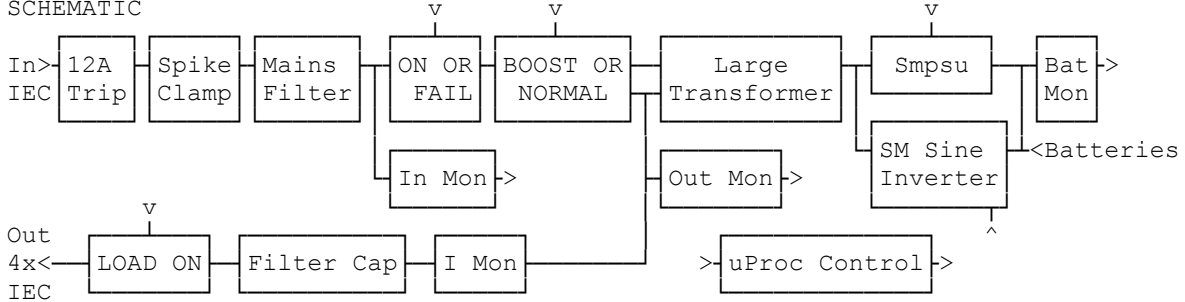 SCHEMATIC
v v v
In> 12A Spike Mains ON OR BOOST OR Large Smpsu Bat >
IEC Trip Clamp Filter FAIL NORMAL Transformer Mon
SM Sine <Batteries
In Mon > Out Mon > Inverter
v
Out ^
4x< LOAD ON Filter Cap I Mon > uProc Control >
IEC